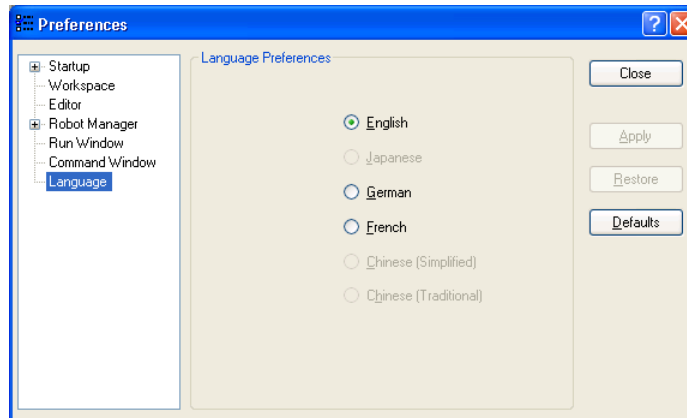 Preferences
Startup
Workspace
Editor
Robot Manager
Run Window
Command Window
Language
Language Preferences
English
Japanese
German
French
Chinese (Simplified)
Chinese (Traditional)
Close
Apply
Restore
Defaults